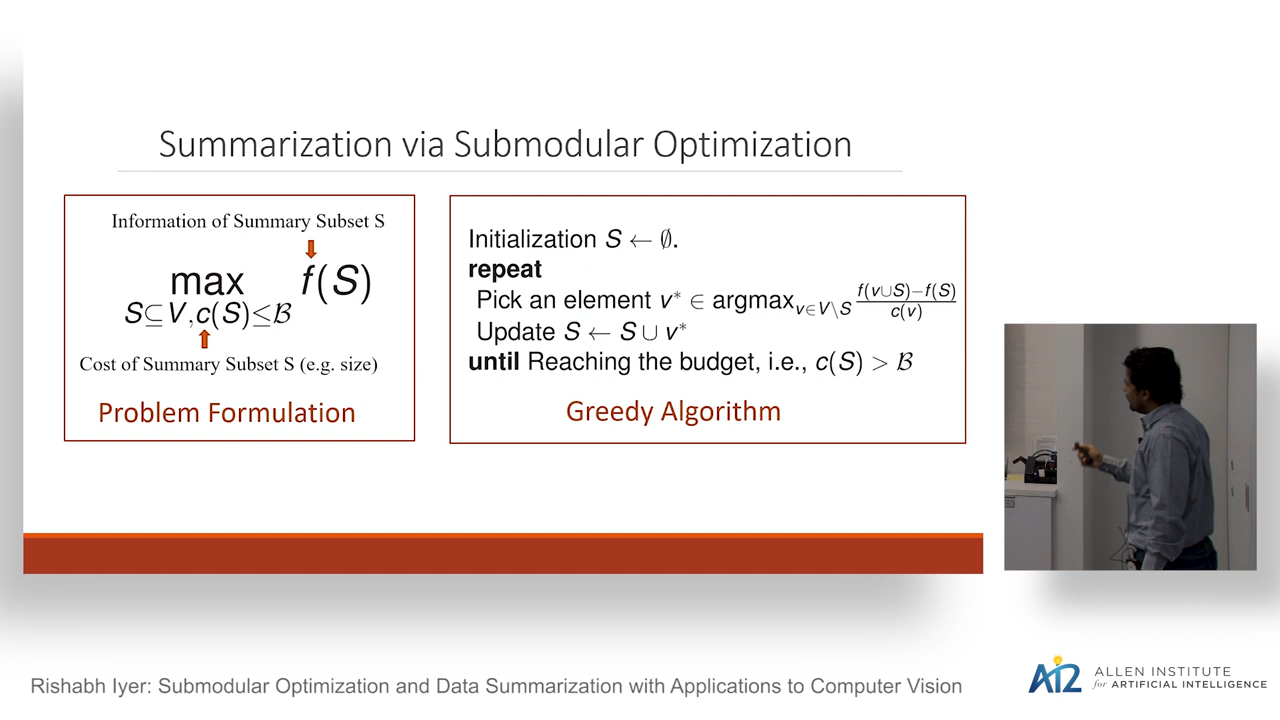 Summarization via Submodular Optimization
Information of Summary Subset S
max f(S)
S⊆V,c(S)≤ℬ
Cost of Summary Subset S (e.g. size)
Problem Formulation
Initialization S ← ∅.
repeat
Pick an element v* ∈ argmax_{v∈V\S} \frac{f(v∪S)−f(S)}{c(v)}
Update S ← S ∪ v*
until Reaching the budget, i.e., c(S) > ℬ
Greedy Algorithm
Rishabh Iyer: Submodular Optimization and Data Summarization with Applications to Computer Vision
AI2
ALLEN INSTITUTE
for ARTIFICIAL INTELLIGENCE